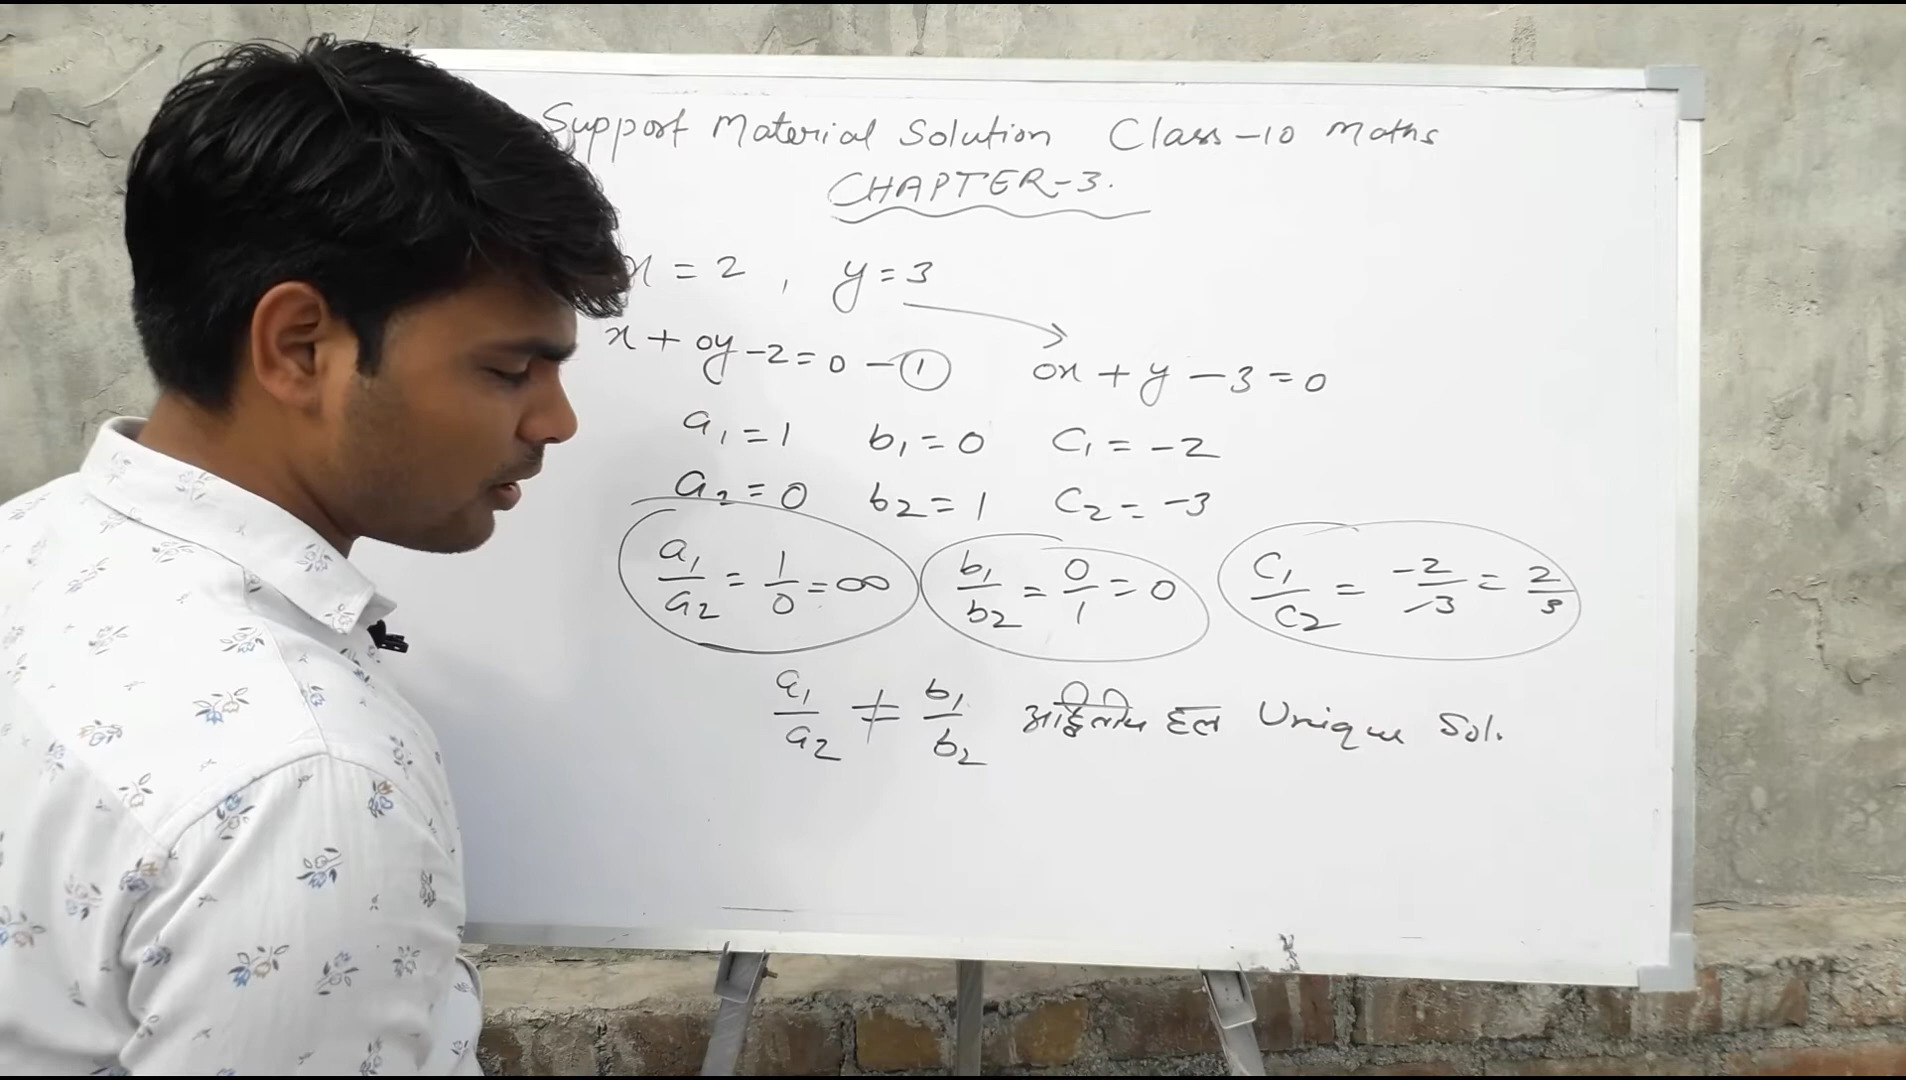 Support Material Solution Class-10 Maths
CHAPTER-3.
x = 2 , y = 3
x + 0y - 2 = 0 - ① 0x + y - 3 = 0
a₁ = 1 b₁ = 0 C₁ = -2
a₂ = 0 b₂ = 1 C₂ = -3
a₁/a₂ = 1/0 = ∞ b₁/b₂ = 0/1 = 0 C₁/C₂ = -2/-3 = 2/3
a₁/a₂ ≠ b₁/b₂ हल Unique Sol.